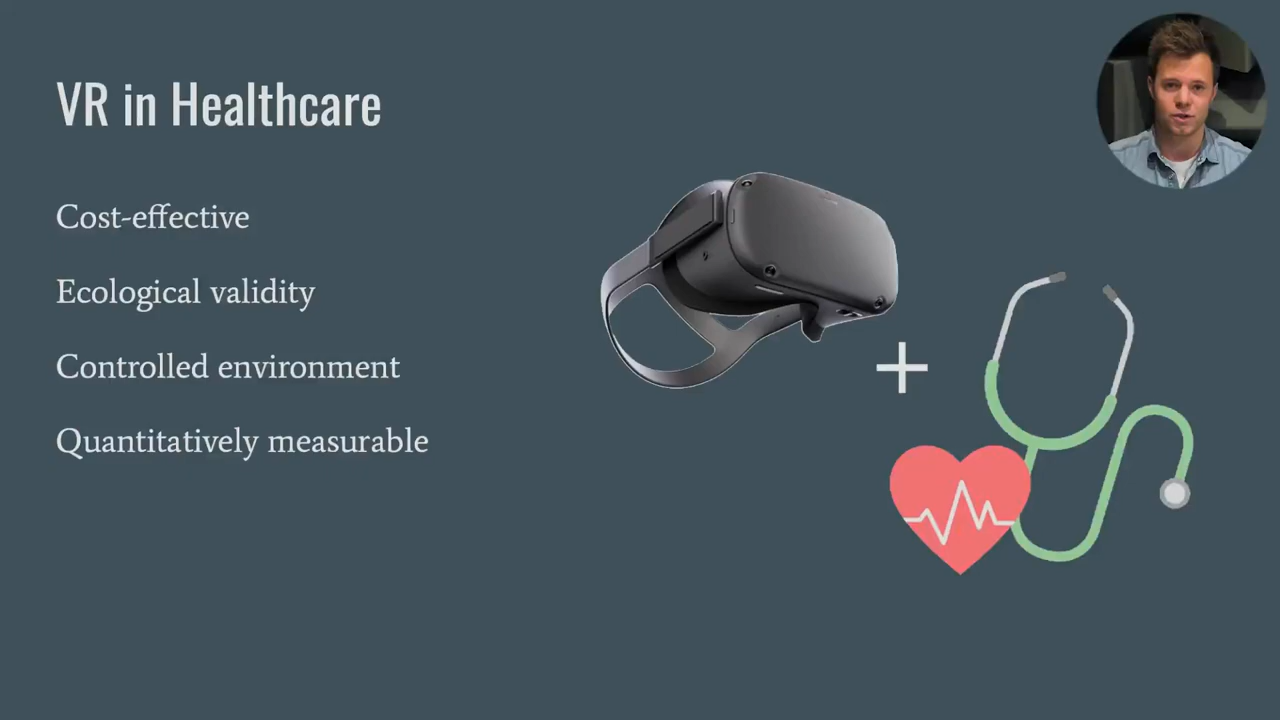 VR in Healthcare
Cost-effective
Ecological validity
Controlled environment
Quantitatively measurable